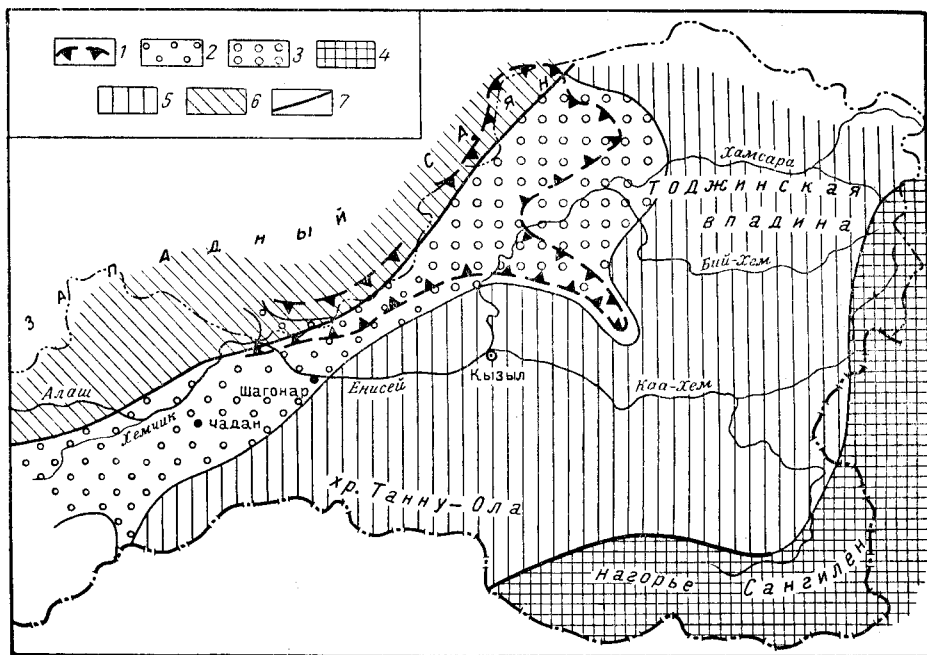 1 2 3 4
5 6 7
ЗАПАДНЫЙ САЯН
Хамсара
Тоджинская
впадина
Бий-Хем
Алаш
Хемчик
Шагонар
Чадан
Енисей
Кызыл
Каа-Хем
хр. Танну-Ола
Нагорье Сангилен